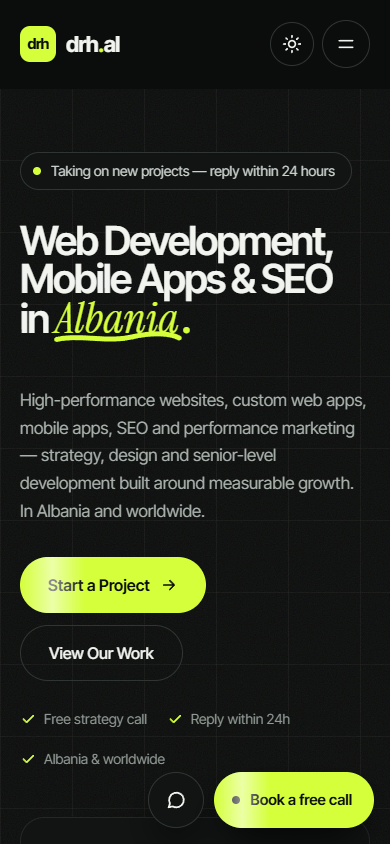 drh drh.al
Taking on new projects — reply within 24 hours
Web Development,
Mobile Apps & SEO
in Albania.
High-performance websites, custom web apps,
mobile apps, SEO and performance marketing
— strategy, design and senior-level
development built around measurable growth.
In Albania and worldwide.
Start a Project →
View Our Work
Free strategy call Reply within 24h
Albania & worldwide
Book a free call